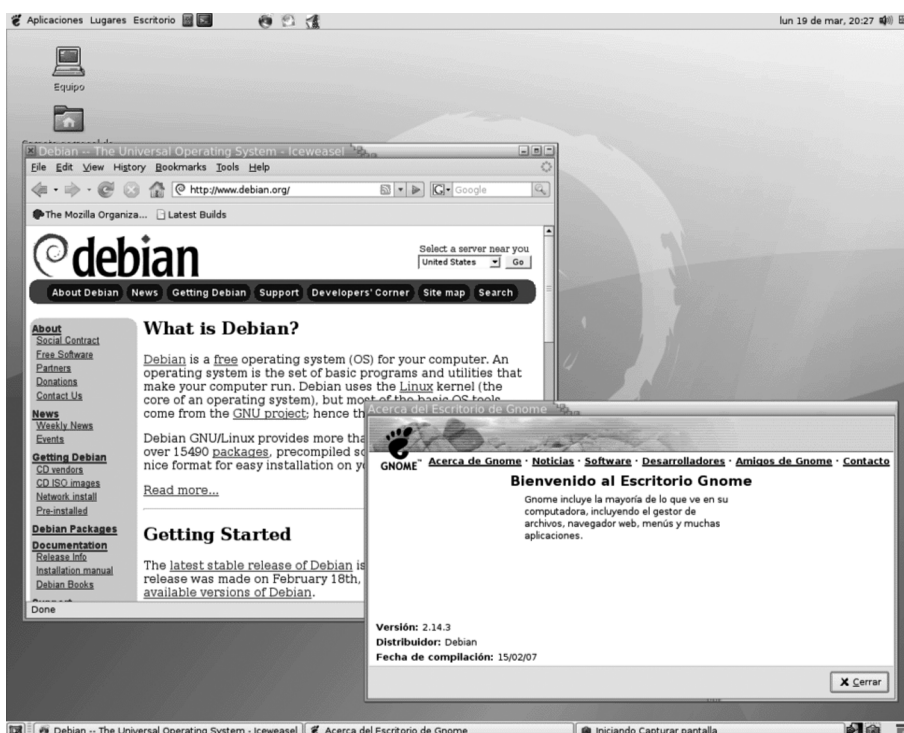 Aplicaciones Lugares Escritorio
lun 19 de mar, 20:27
Equipo
Debian -- The Universal Operating System - Iceweasel
File Edit View History Bookmarks Tools Help
http://www.debian.org/
Google
The Mozilla Organiza... Latest Builds
debian
Select a server near you
United States Go
About Debian News Getting Debian Support Developers' Corner Site map Search
About
Social Contract
Free Software
Partners
Donations
Contact Us
News
Weekly News
Events
Getting Debian
CD vendors
CD ISO images
Network install
Pre-installed
Debian Packages
Documentation
Release Info
Installation manual
Debian Books
What is Debian?
Debian is a free operating system (OS) for your computer. An
operating system is the set of basic programs and utilities that
make your computer run. Debian uses the Linux kernel (the
core of an operating system), but most of the basic OS tools
come from the GNU project; hence th
Debian GNU/Linux provides more tha
over 15490 packages, precompiled so
nice format for easy installation on yo
Read more...
Getting Started
The latest stable release of Debian is
release was made on February 18th,
available versions of Debian.
Done
Acerca del Escritorio de Gnome
GNOME™
Acerca de Gnome · Noticias · Software · Desarrolladores · Amigos de Gnome · Contacto
Bienvenido al Escritorio Gnome
Gnome incluye la mayoría de lo que ve en su
computadora, incluyendo el gestor de
archivos, navegador web, menús y muchas
aplicaciones.
Versión: 2.14.3
Distribuidor: Debian
Fecha de compilación: 15/02/07
Cerrar
Debian -- The Universal Operating System - Iceweasel
Acerca del Escritorio de Gnome
Iniciando Capturar pantalla